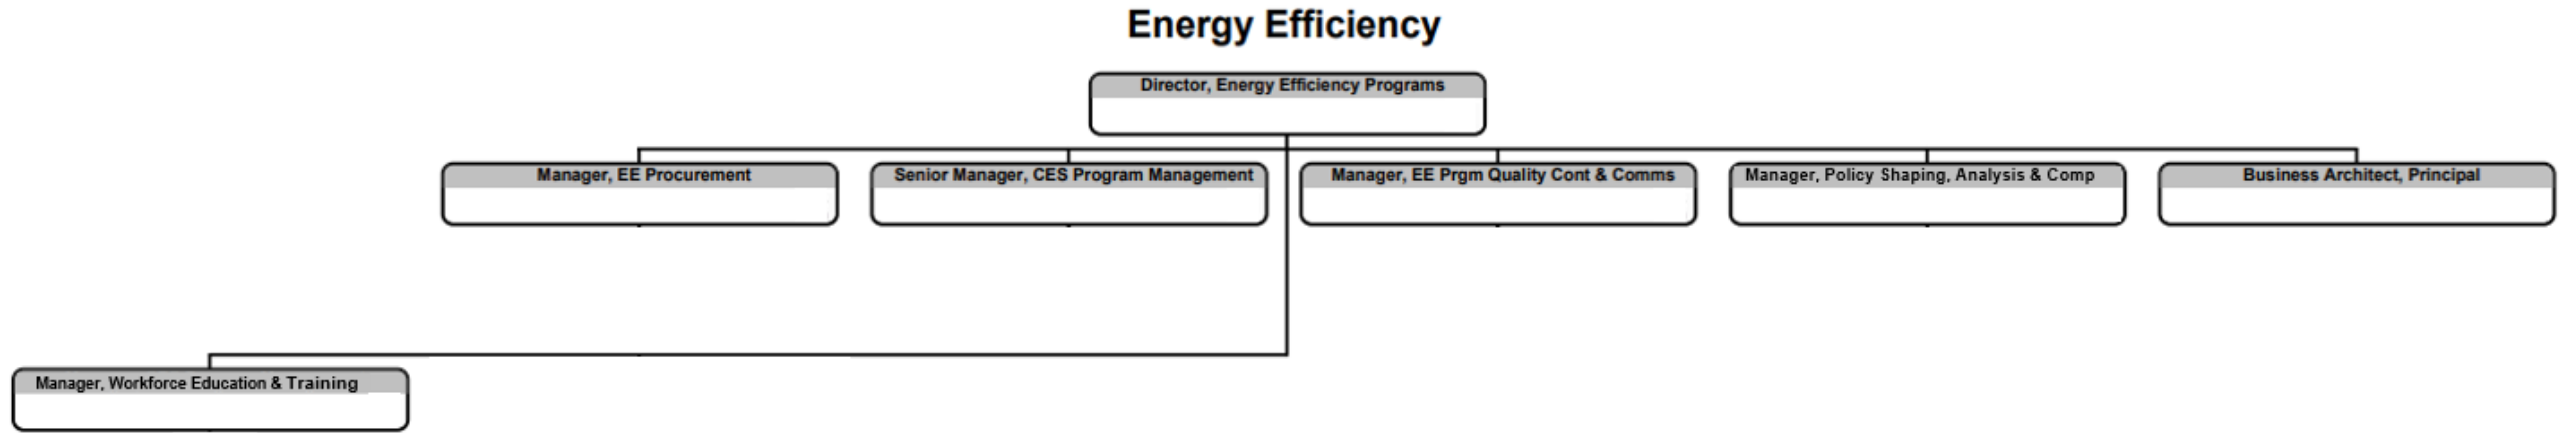 Energy Efficiency
Director, Energy Efficiency Programs
Manager, EE Procurement
Senior Manager, CES Program Management
Manager, EE Prgm Quality Cont & Comms
Manager, Policy Shaping, Analysis & Comp
Business Architect, Principal
Manager, Workforce Education & Training